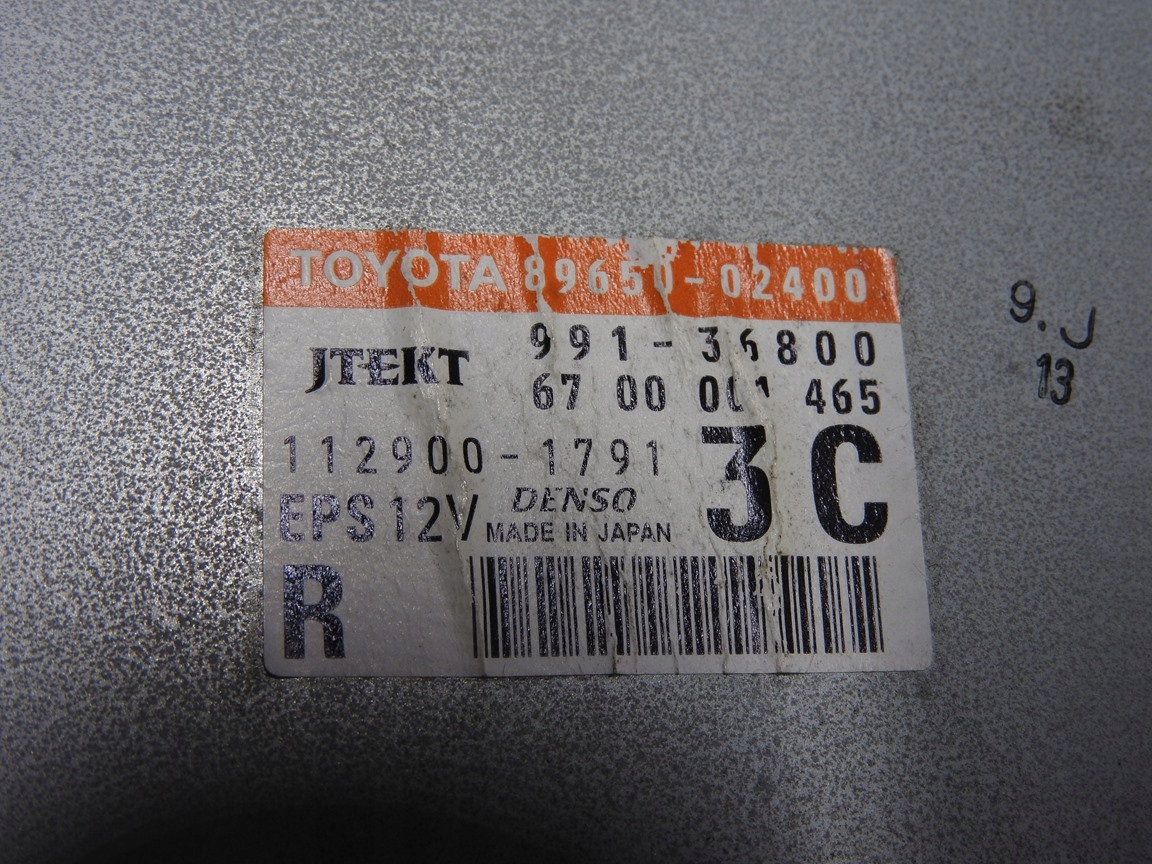 TOYOTA 89650-02400
JTEKT
991-36800
67 00 001 465
112900-1791
3C
EPS 12V
DENSO
MADE IN JAPAN
R
9.J
13